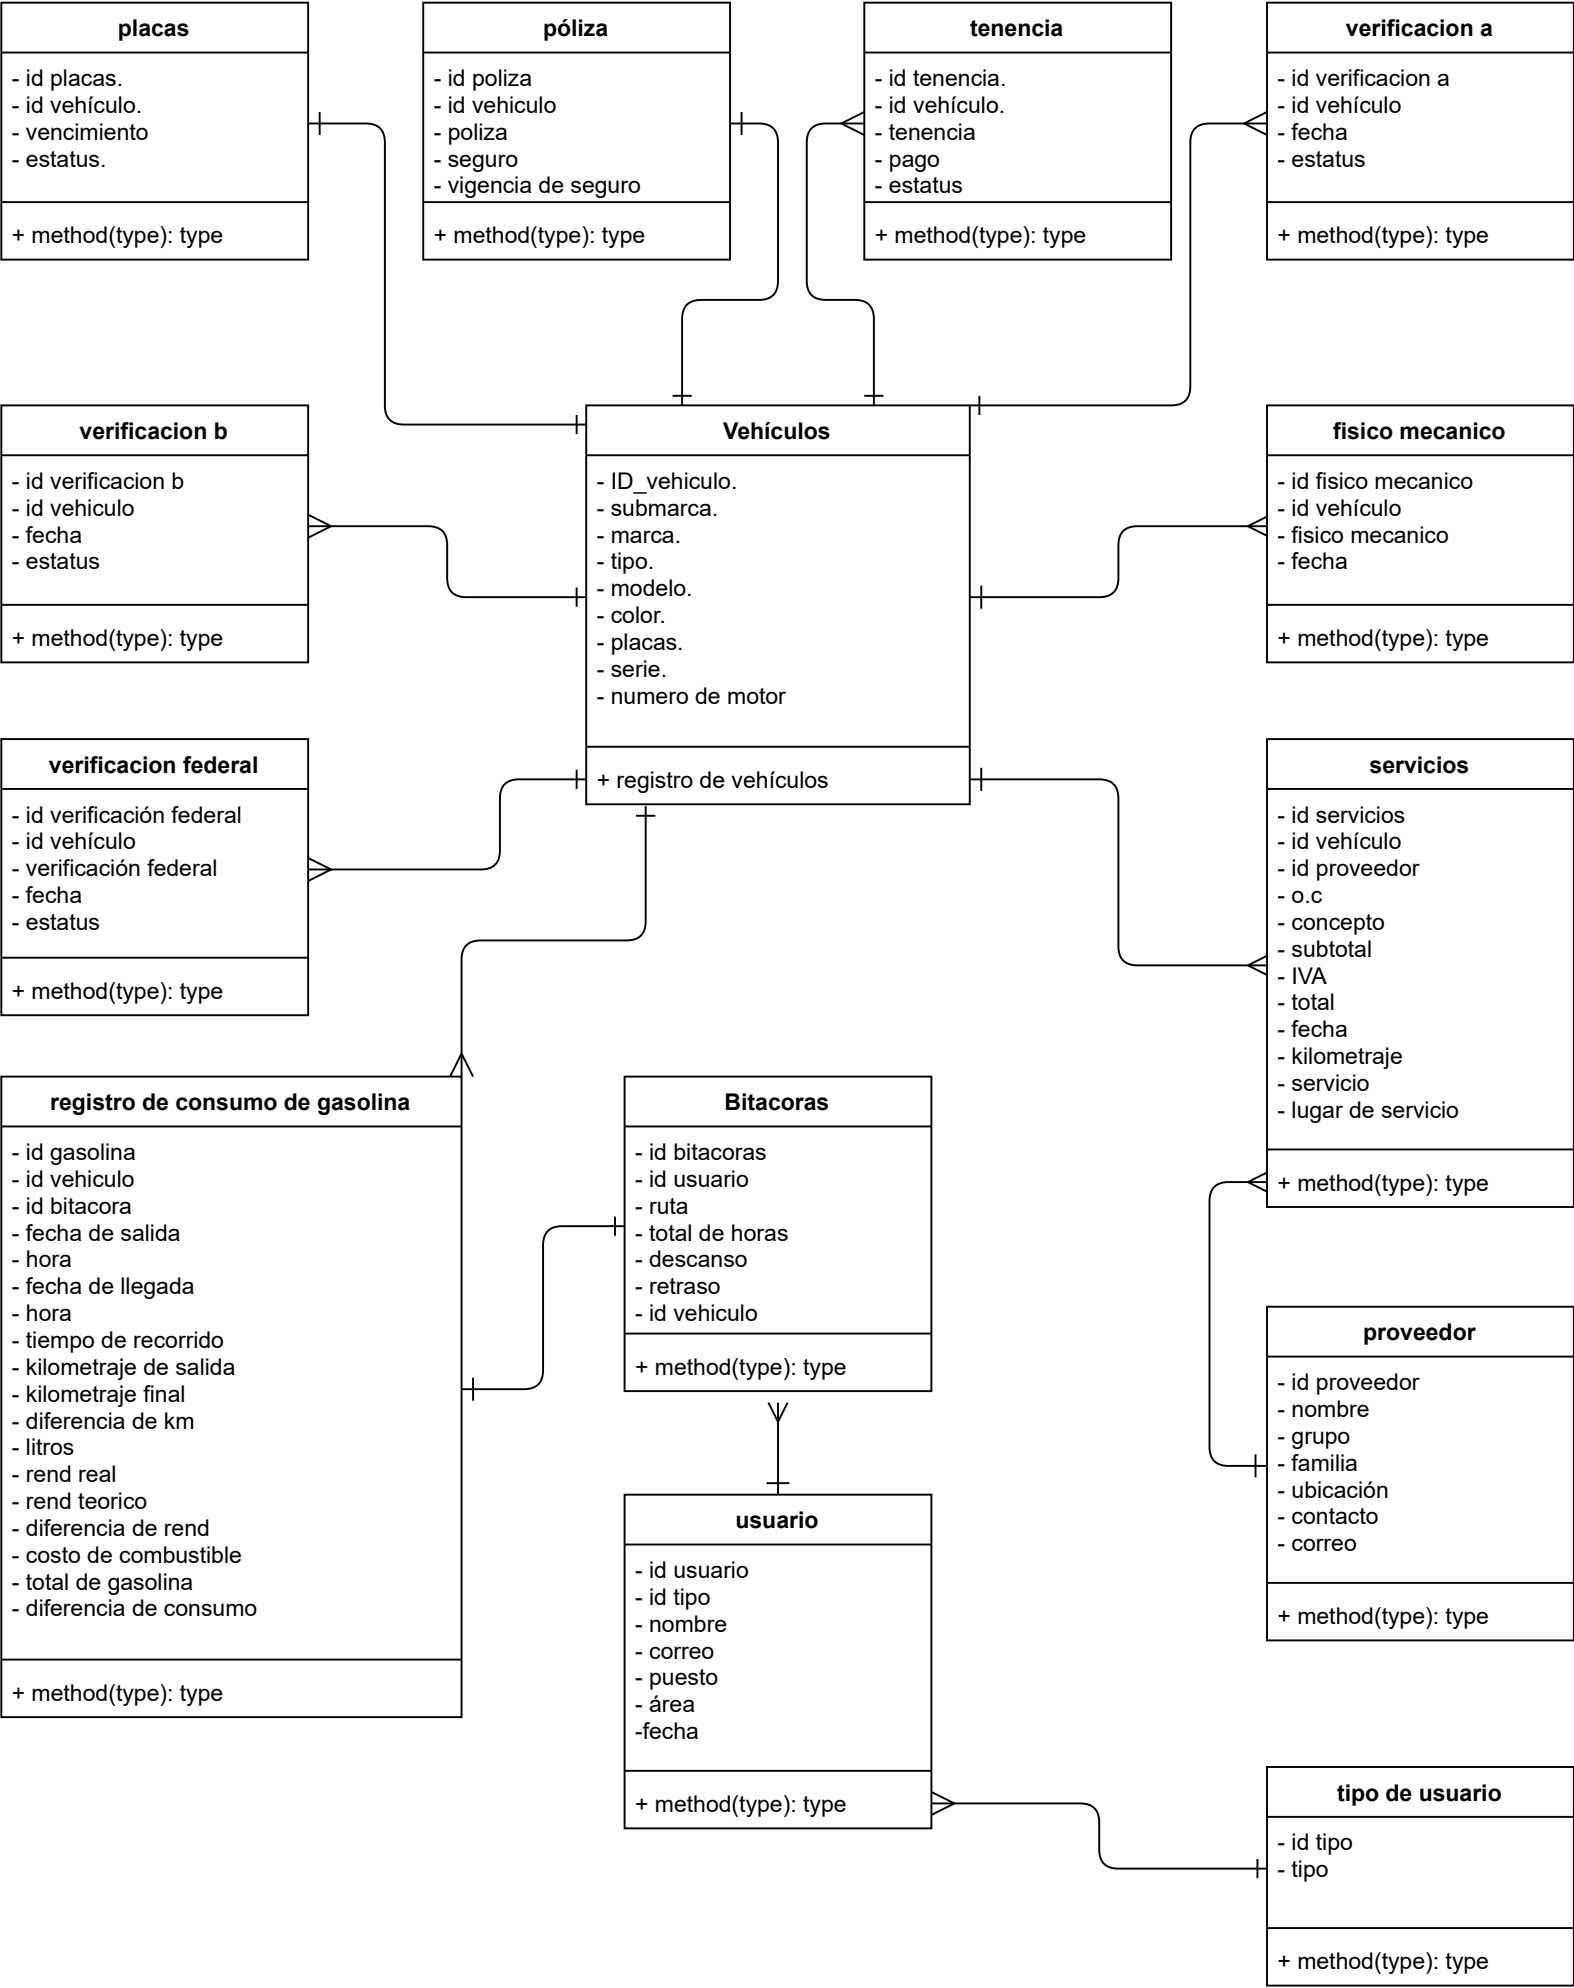 placas
- id placas.
- id vehículo.
- vencimiento
- estatus.
+ method(type): type
póliza
- id poliza
- id vehiculo
- poliza
- seguro
- vigencia de seguro
+ method(type): type
tenencia
- id tenencia.
- id vehículo.
- tenencia
- pago
- estatus
+ method(type): type
verificacion a
- id verificacion a
- id vehículo
- fecha
- estatus
+ method(type): type
verificacion b
- id verificacion b
- id vehiculo
- fecha
- estatus
+ method(type): type
Vehículos
- ID_vehiculo.
- submarca.
- marca.
- tipo.
- modelo.
- color.
- placas.
- serie.
- numero de motor
+ registro de vehículos
fisico mecanico
- id fisico mecanico
- id vehículo
- fisico mecanico
- fecha
+ method(type): type
verificacion federal
- id verificación federal
- id vehículo
- verificación federal
- fecha
- estatus
+ method(type): type
servicios
- id servicios
- id vehículo
- id proveedor
- o.c
- concepto
- subtotal
- IVA
- total
- fecha
- kilometraje
- servicio
- lugar de servicio
+ method(type): type
registro de consumo de gasolina
- id gasolina
- id vehiculo
- id bitacora
- fecha de salida
- hora
- fecha de llegada
- hora
- tiempo de recorrido
- kilometraje de salida
- kilometraje final
- diferencia de km
- litros
- rend real
- rend teorico
- diferencia de rend
- costo de combustible
- total de gasolina
- diferencia de consumo
+ method(type): type
Bitacoras
- id bitacoras
- id usuario
- ruta
- total de horas
- descanso
- retraso
- id vehiculo
+ method(type): type
proveedor
- id proveedor
- nombre
- grupo
- familia
- ubicación
- contacto
- correo
+ method(type): type
usuario
- id usuario
- id tipo
- nombre
- correo
- puesto
- área
-fecha
+ method(type): type
tipo de usuario
- id tipo
- tipo
+ method(type): type